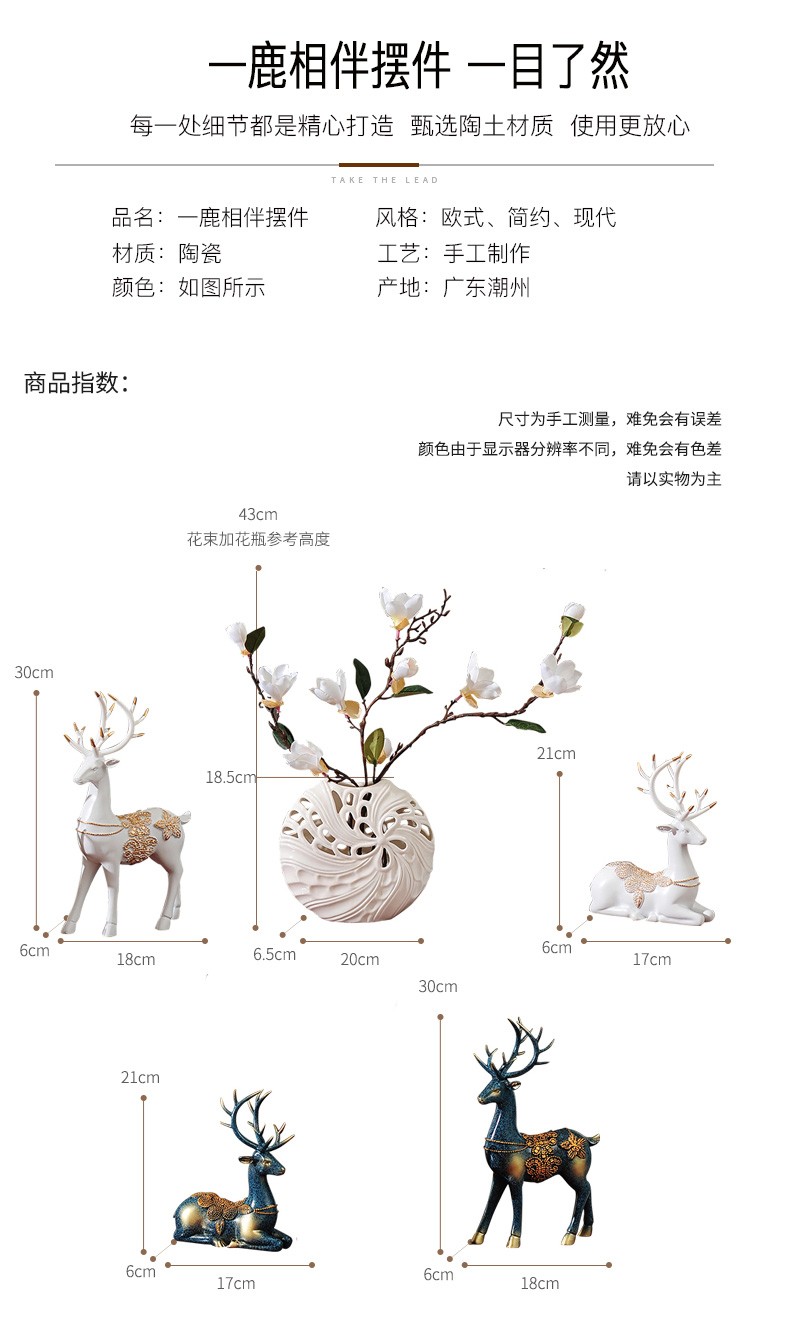 一鹿相伴摆件 一目了然
每一处细节都是精心打造 甄选陶土材质 使用更放心
TAKE THE LEAD
品名：一鹿相伴摆件 风格：欧式、简约、现代
材质：陶瓷 工艺：手工制作
颜色：如图所示 产地：广东潮州
商品指数：
尺寸为手工测量，难免会有误差
颜色由于显示器分辨率不同，难免会有色差
请以实物为主
43cm
花束加花瓶参考高度
30cm
18.5cm
21cm
6cm
18cm
6.5cm
20cm
6cm
17cm
30cm
21cm
6cm
17cm
6cm
18cm